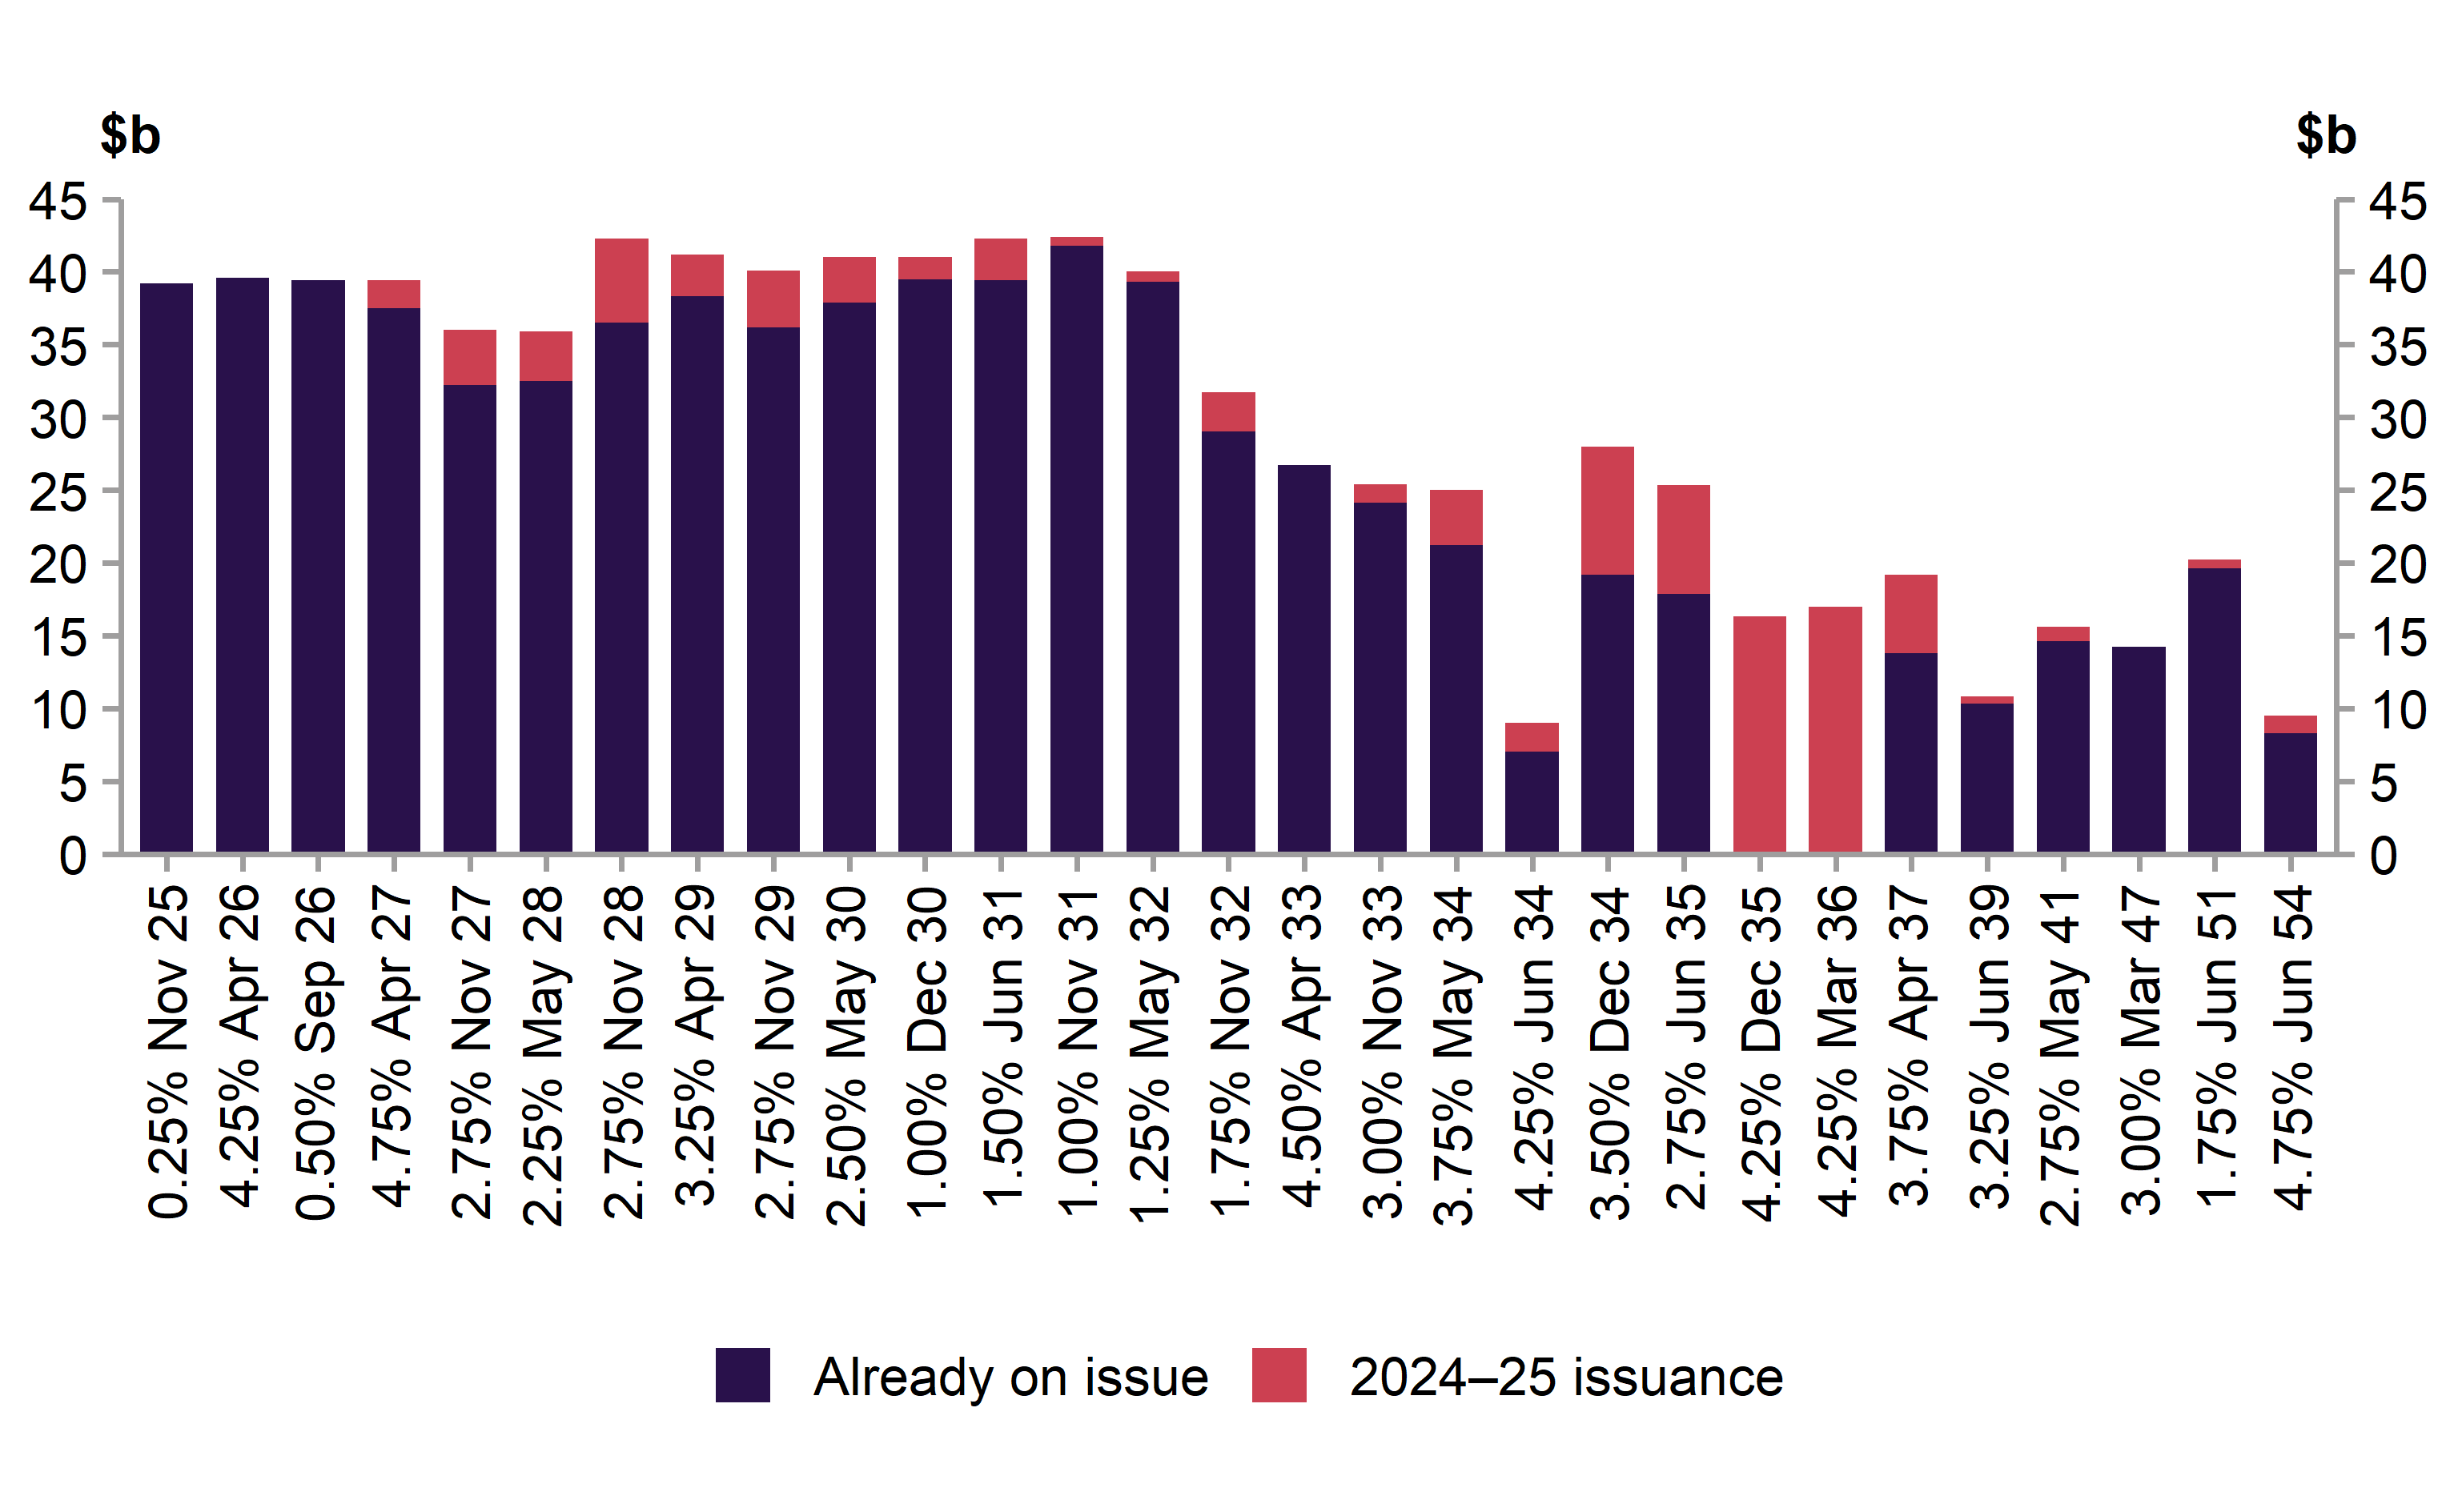 $b $b
45 45
40 40
35 35
30 30
25 25
20 20
15 15
10 10
5 5
0 0
0.25% Nov 25
4.25% Apr 26
0.50% Sep 26
4.75% Apr 27
2.75% Nov 27
2.25% May 28
2.75% Nov 28
3.25% Apr 29
2.75% Nov 29
2.50% May 30
1.00% Dec 30
1.50% Jun 31
1.00% Nov 31
1.25% May 32
1.75% Nov 32
4.50% Apr 33
3.00% Nov 33
3.75% May 34
4.25% Jun 34
3.50% Dec 34
2.75% Jun 35
4.25% Dec 35
4.25% Mar 36
3.75% Apr 37
3.25% Jun 39
2.75% May 41
3.00% Mar 47
1.75% Jun 51
4.75% Jun 54
Already on issue 2024–25 issuance